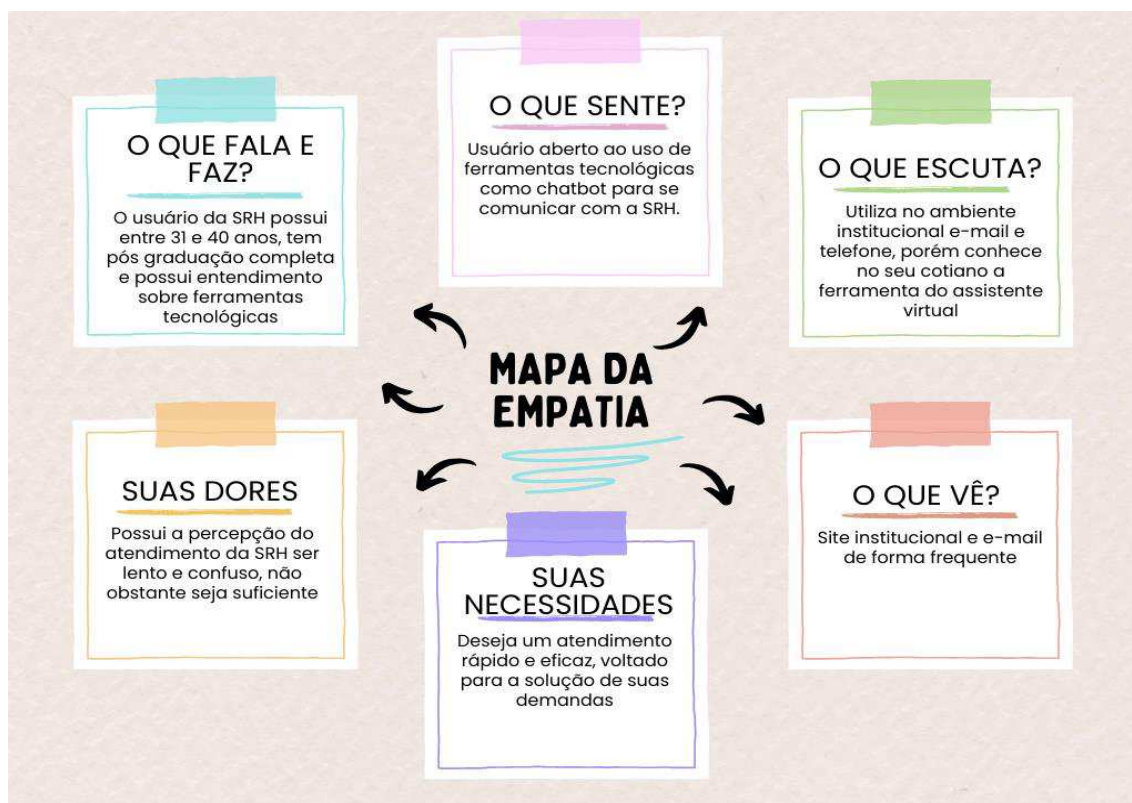 O QUE FALA E
FAZ?
O usuário da SRH possui
entre 31 e 40 anos, tem
pós graduação completa
e possui entendimento
sobre ferramentas
tecnológicas
O QUE SENTE?
Usuário aberto ao uso de
ferramentas tecnológicas
como chatbot para se
comunicar com a SRH.
O QUE ESCUTA?
Utiliza no ambiente
institucional e-mail e
telefone, porém conhece
no seu cotiano a
ferramenta do assistente
virtual
MAPA DA
EMPATIA
SUAS DORES
Possui a percepção do
atendimento da SRH ser
lento e confuso, não
obstante seja suficiente
SUAS
NECESSIDADES
Deseja um atendimento
rápido e eficaz, voltado
para a solução de suas
demandas
O QUE VÊ?
Site institucional e e-mail
de forma frequente